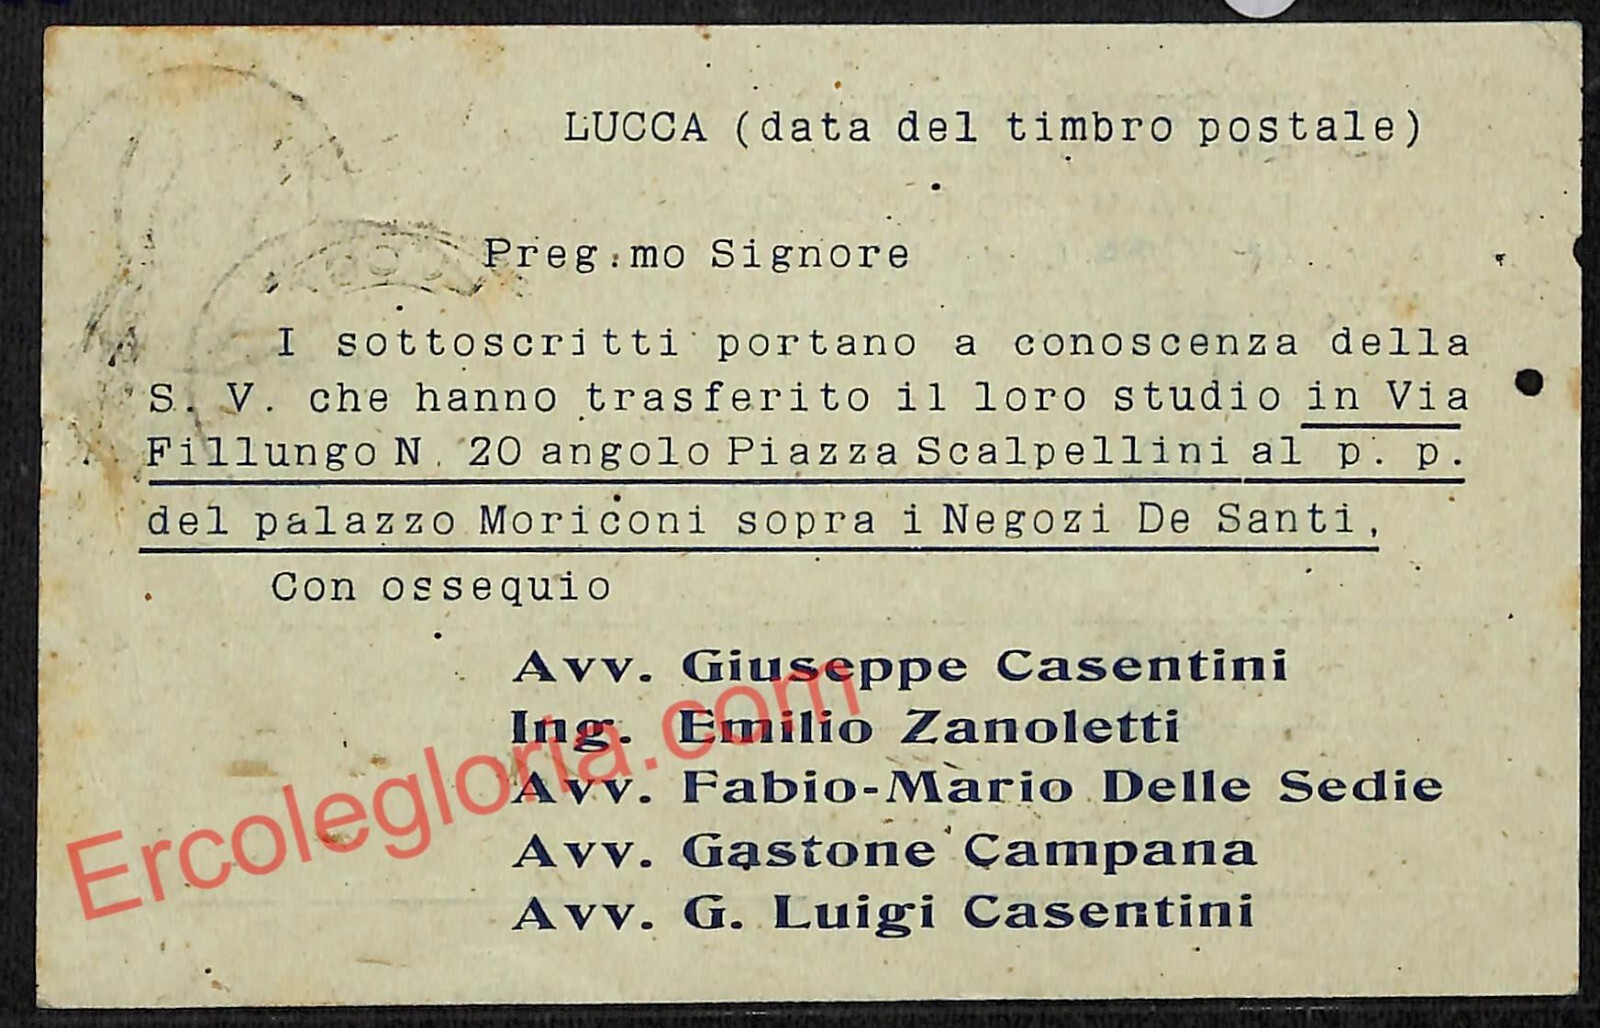 LUCCA (data del timbro postale)
Preg.mo Signore
I sottoscritti portano a conoscenza della
S. V. che hanno trasferito il loro studio in Via
Fillungo N. 20 angolo Piazza Scalpellini al p. p.
del palazzo Moriconi sopra i Negozi De Santi.
Con ossequio
Avv. Giuseppe Casentini
Ing. Emilio Zanoletti
Avv. Fabio-Mario Delle Sedie
Avv. Gastone Campana
Avv. G. Luigi Casentini
Ercolegloria.com